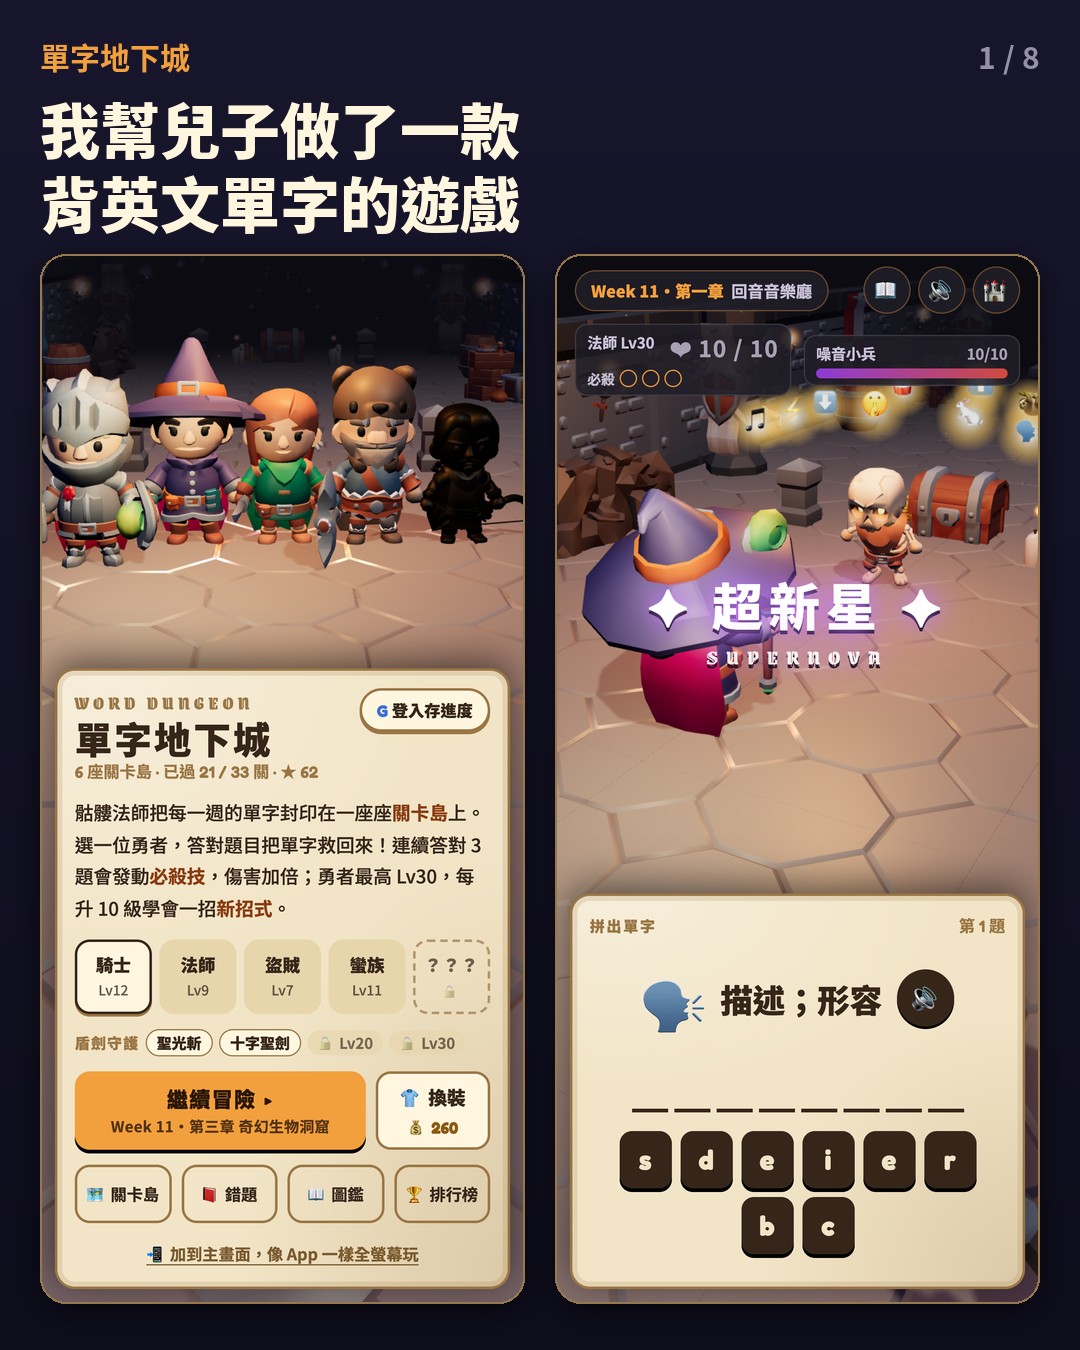 單字地下城
1 / 8
我幫兒子做了一款
背英文單字的遊戲
WORD DUNGEON
單字地下城
G 登入存進度
6 座關卡島 · 已過 21 / 33 關 · ★ 62
骷髏法師把每一週的單字封印在一座座關卡島上。
選一位勇者，答對題目把單字救回來！連續答對 3
題會發動必殺技，傷害加倍；勇者最高 Lv30，每
升 10 級學會一招新招式。
騎士
Lv12
法師
Lv9
盜賊
Lv7
蠻族
Lv11
？？？
盾劍守護 聖光斬 十字聖劍 Lv20 Lv30
繼續冒險 ▸
Week 11・第三章 奇幻生物洞窟
換裝
260
關卡島
錯題
圖鑑
排行榜
加到主畫面，像 App 一樣全螢幕玩
Week 11・第一章 回音音樂廳
法師 Lv30
10 / 10
必殺
噪音小兵 10/10
超新星
SUPERNOVA
拼出單字
第 1 題
描述；形容
s d e i e r
b c